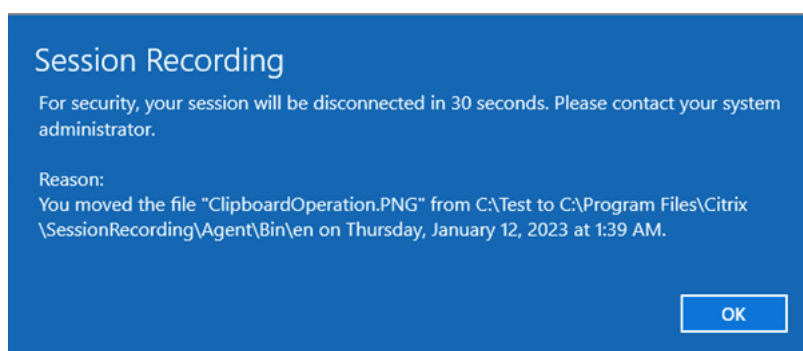 Session Recording
For security, your session will be disconnected in 30 seconds. Please contact your system
administrator.
Reason:
You moved the file "ClipboardOperation.PNG" from C:\Test to C:\Program Files\Citrix
\SessionRecording\Agent\Bin\en on Thursday, January 12, 2023 at 1:39 AM.
OK